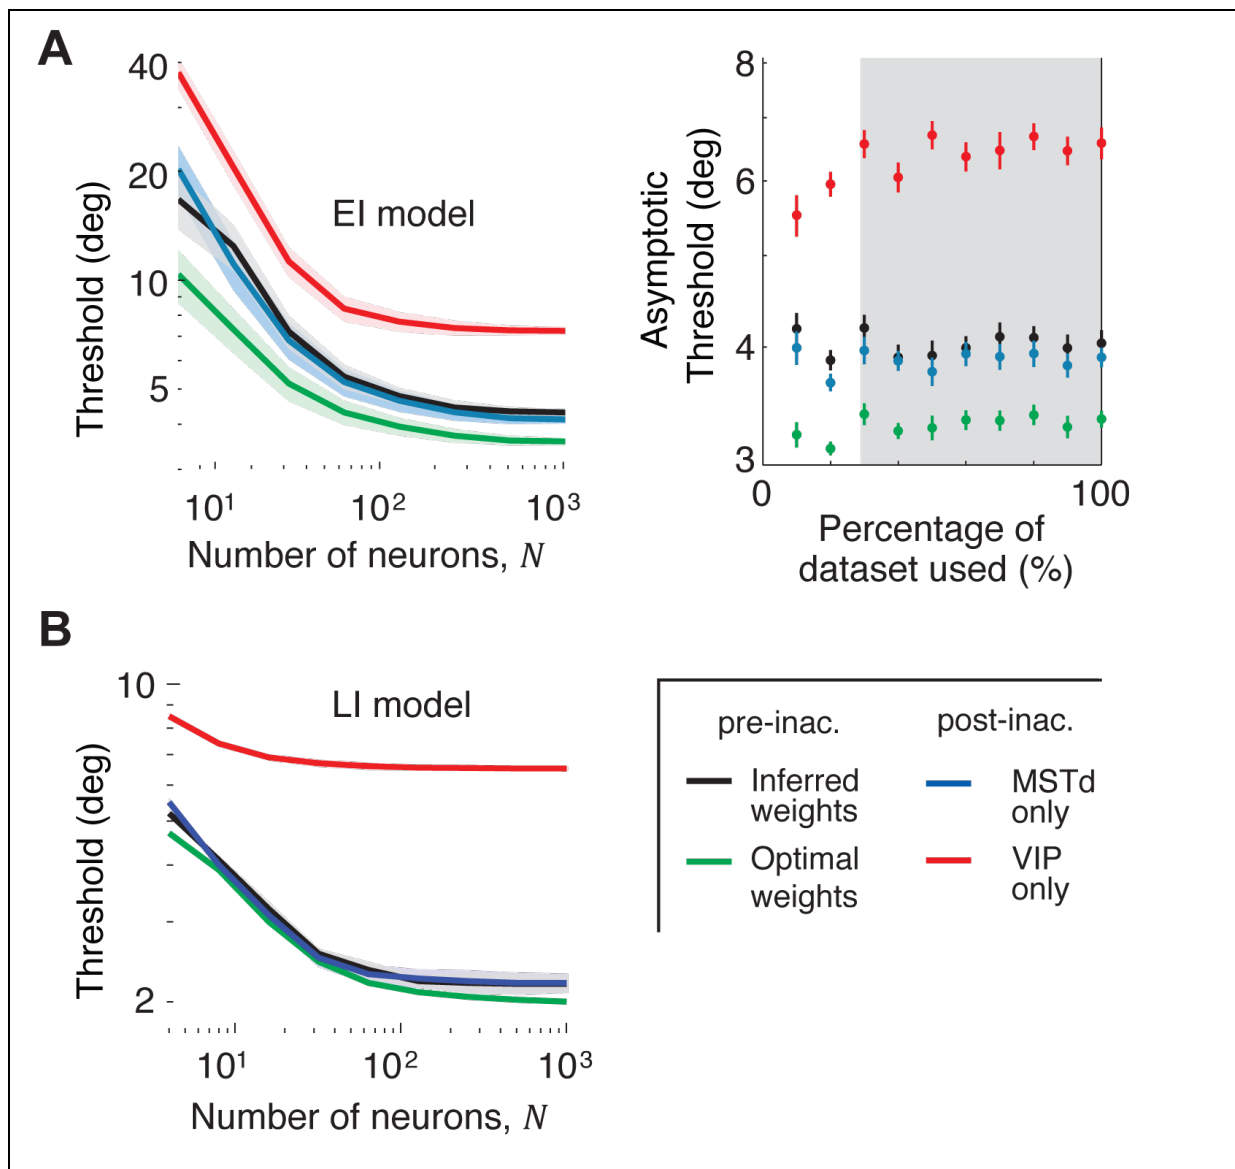 A
40
20
10
5
Threshold (deg)
EI model
10¹ 10² 10³
Number of neurons, N
8
6
4
3
Asymptotic
Threshold (deg)
0 100
Percentage of
dataset used (%)
B
10
2
Threshold (deg)
LI model
10¹ 10² 10³
Number of neurons, N
pre-inac. post-inac.
Inferred MSTd
weights only
Optimal VIP
weights only